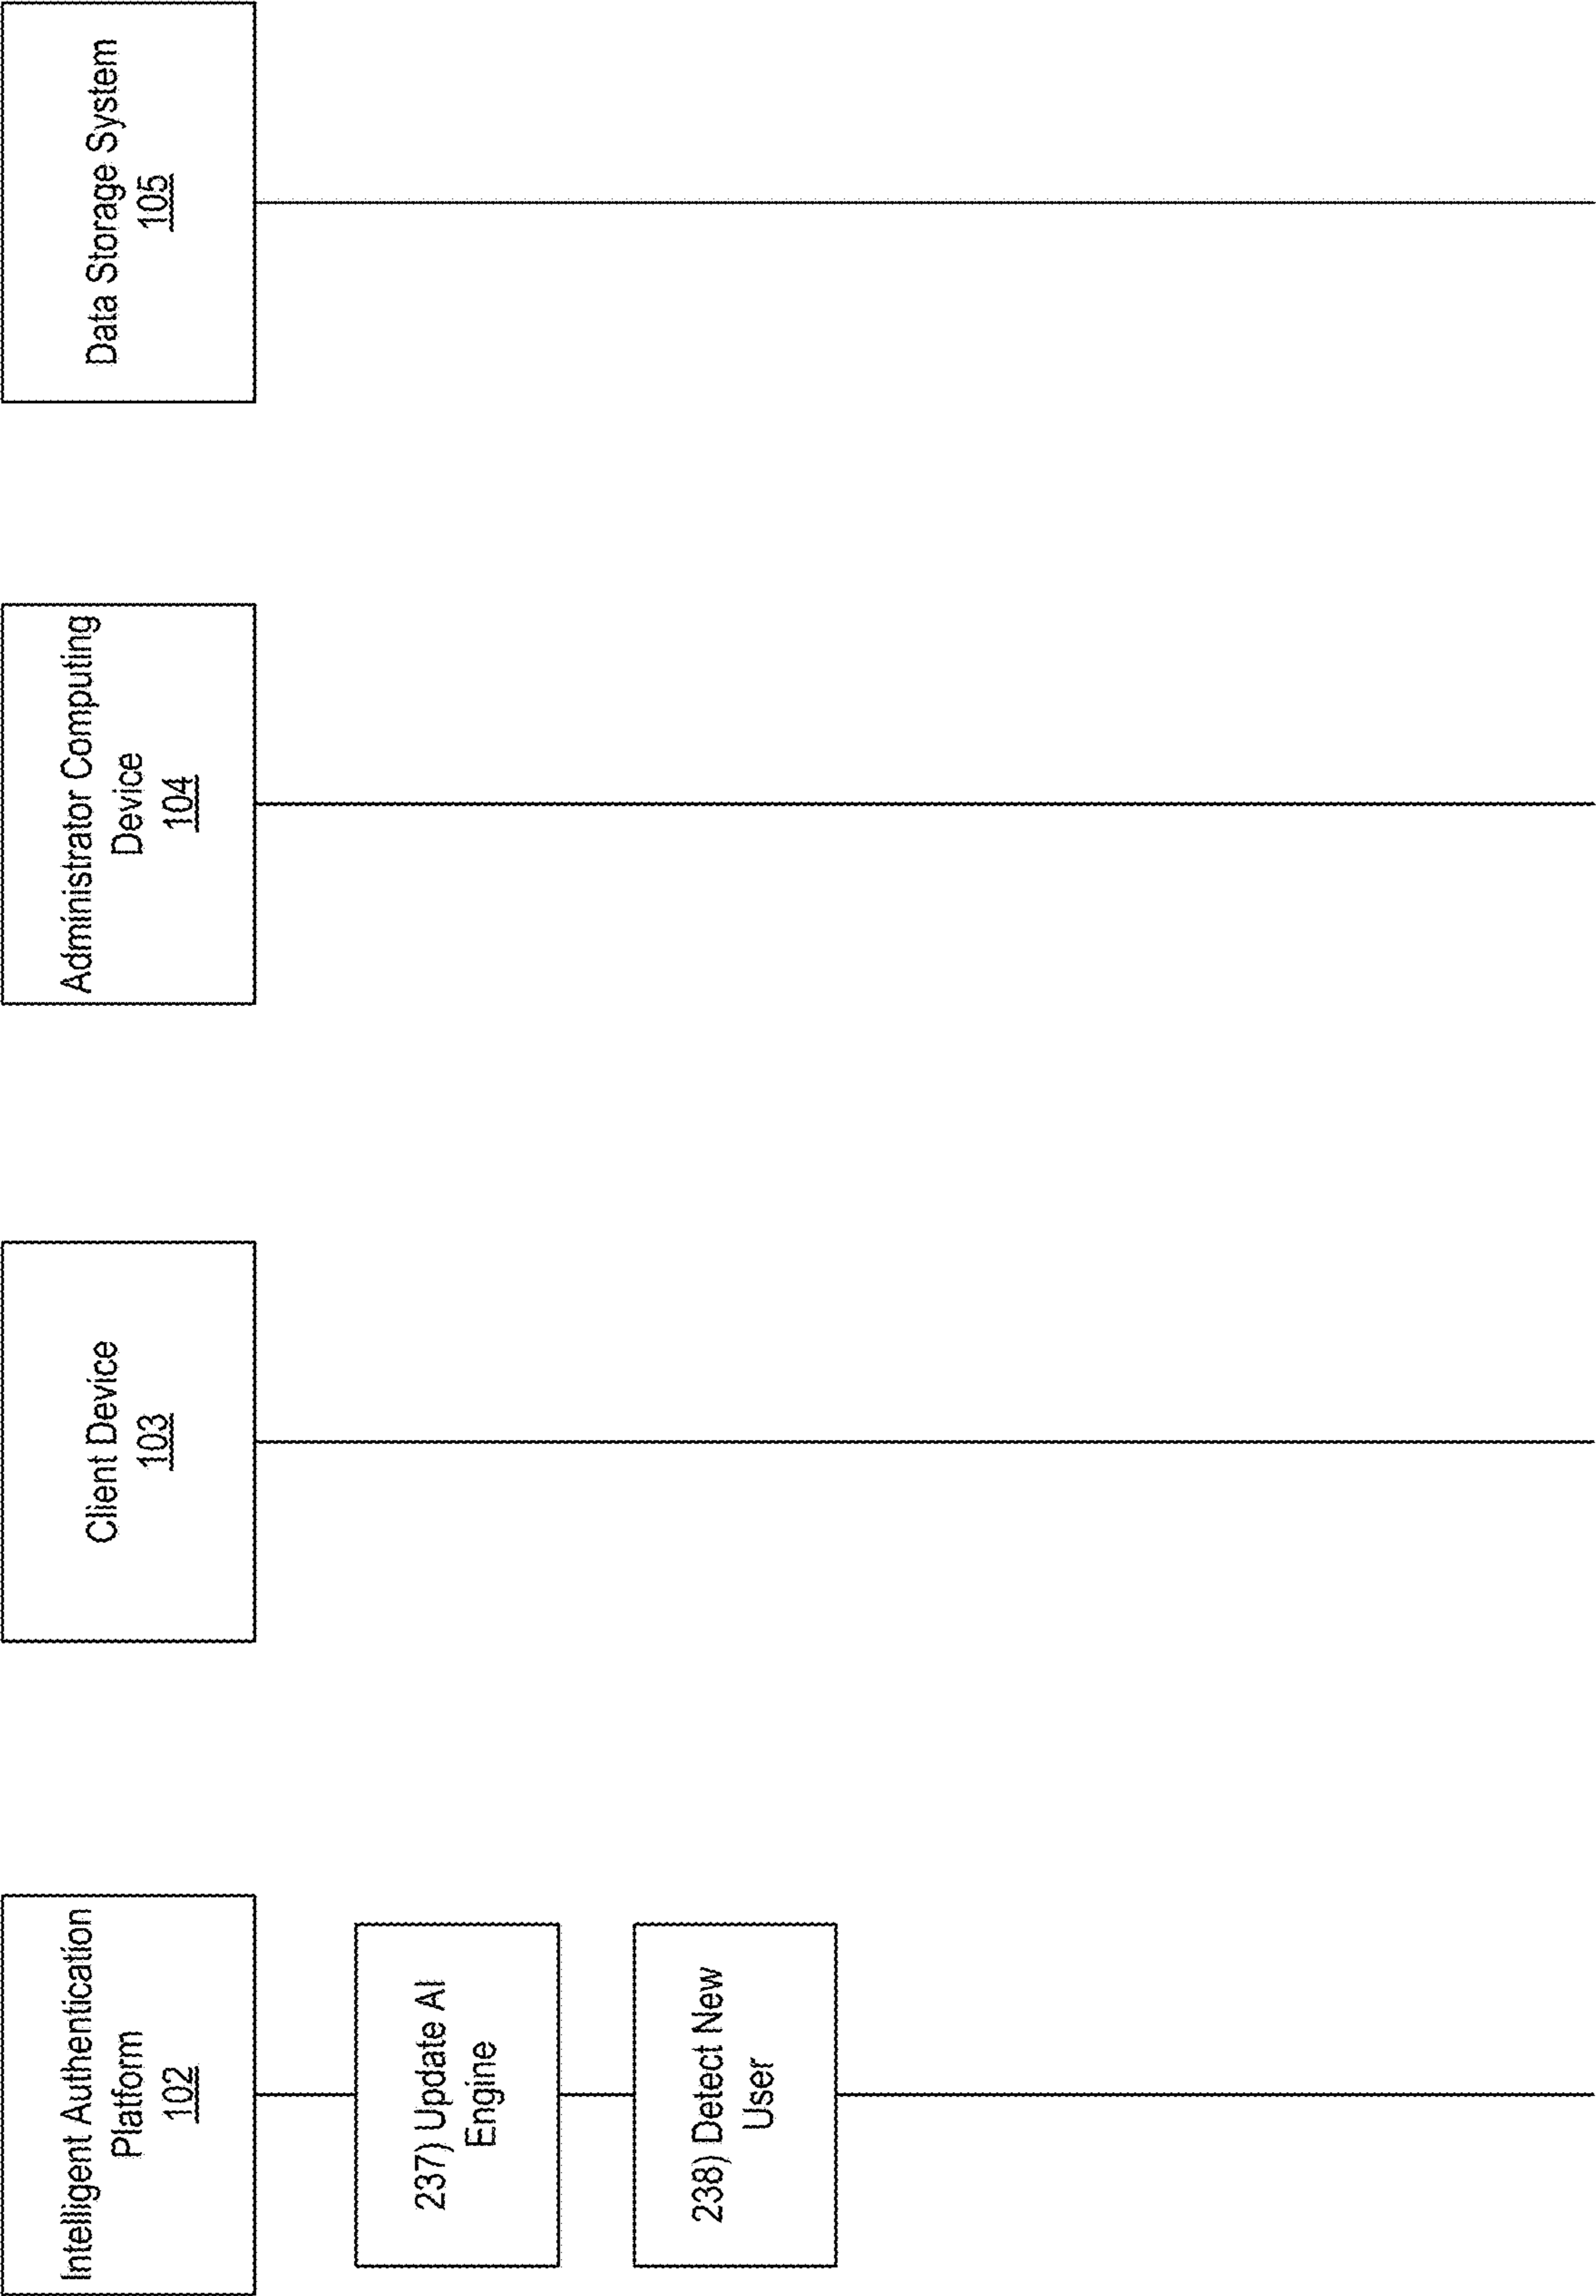 Intelligent Authentication
Platform
102
Client Device
103
Administrator Computing
Device
104
Data Storage System
105
237) Update AI
Engine
238) Detect New
User